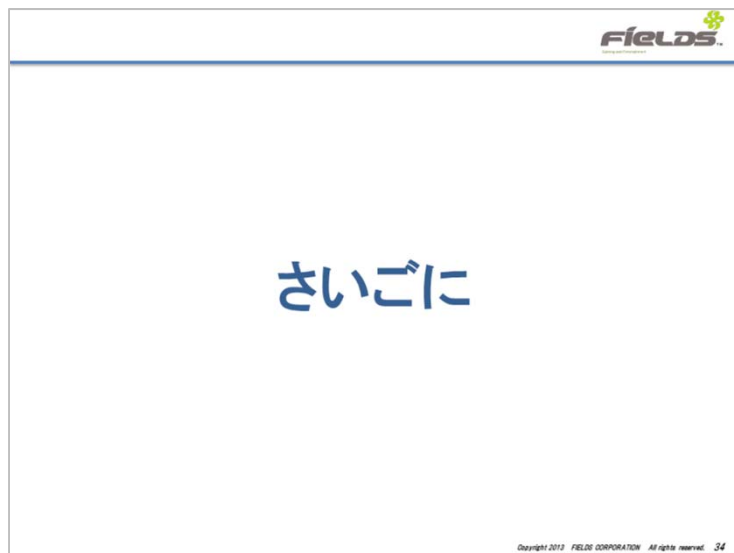 FIELDS
さいごに
Copyright 2013 FIELDS CORPORATION All rights reserved. 34